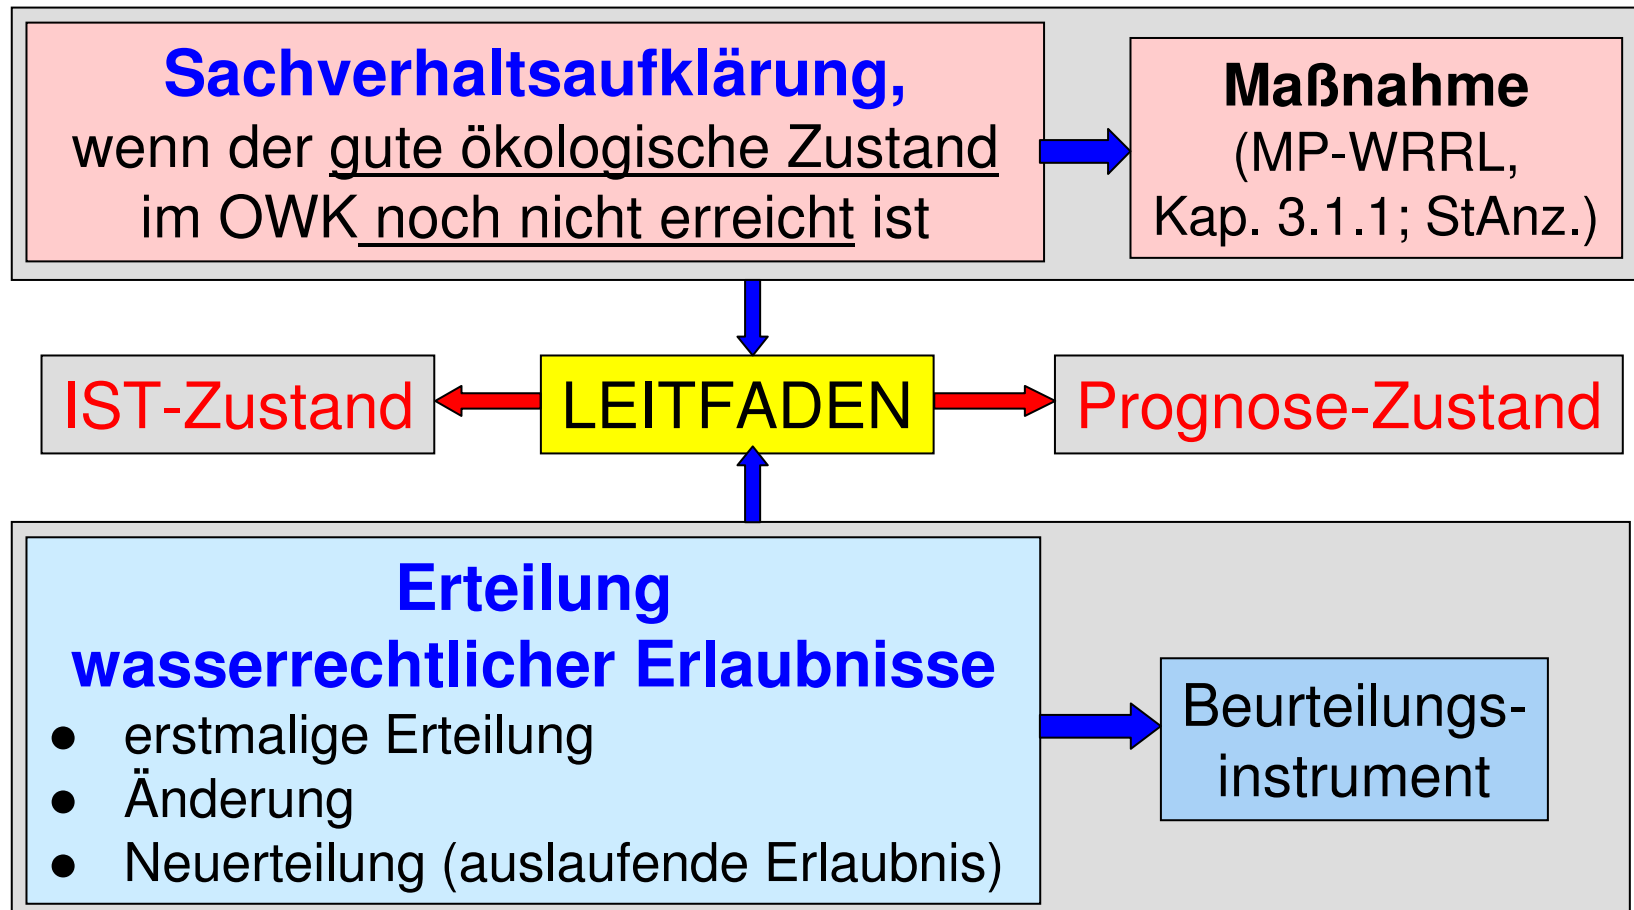 Sachverhaltsaufklärung,
wenn der gute ökologische Zustand
im OWK noch nicht erreicht ist
Maßnahme
(MP-WRRL,
Kap. 3.1.1; StAnz.)
IST-Zustand
LEITFADEN
Prognose-Zustand
Erteilung
wasserrechtlicher Erlaubnisse
● erstmalige Erteilung
● Änderung
● Neuerteilung (auslaufende Erlaubnis)
Beurteilungs-
instrument